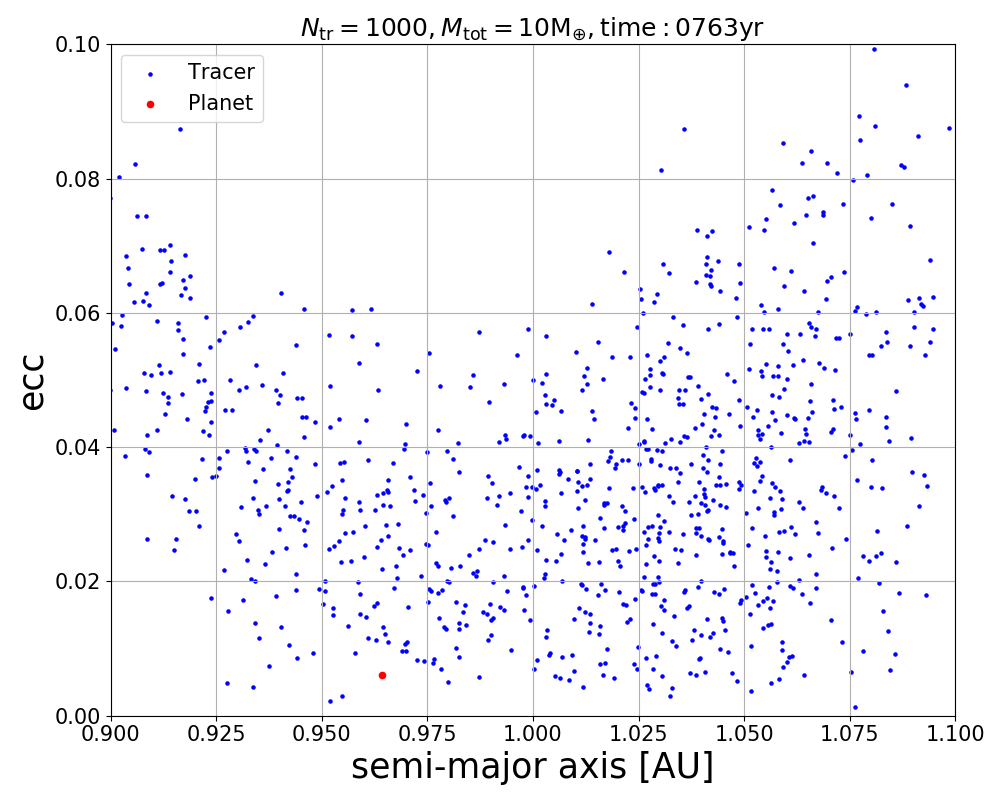 N_tr = 1000, M_tot = 10M_⊕, time : 0763yr
Tracer
Planet
0.10
0.08
0.06
0.04
0.02
0.00
ecc
0.900 0.925 0.950 0.975 1.000 1.025 1.050 1.075 1.100
semi-major axis [AU]